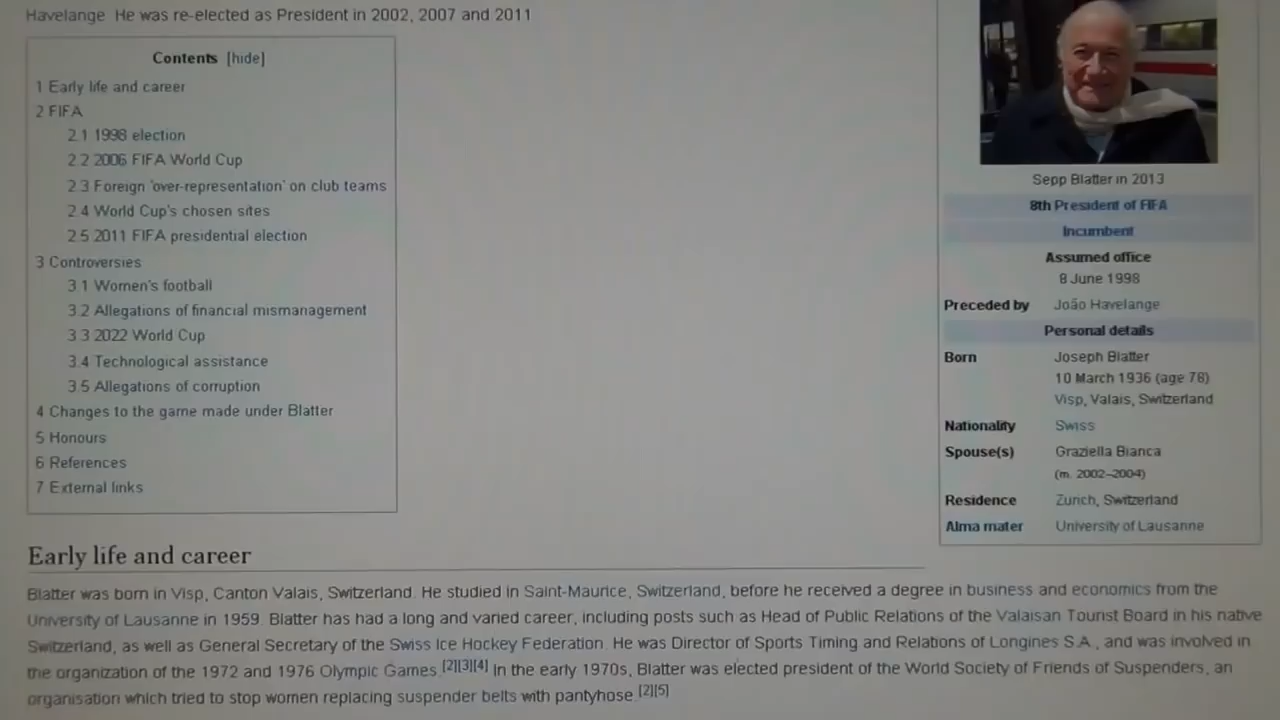 Havelange. He was re-elected as President in 2002, 2007 and 2011
Contents [hide]
1 Early life and career
2 FIFA
2.1 1998 election
2.2 2006 FIFA World Cup
2.3 Foreign 'over-representation' on club teams
2.4 World Cup's chosen sites
2.5 2011 FIFA presidential election
3 Controversies
3.1 Women's football
3.2 Allegations of financial mismanagement
3.3 2022 World Cup
3.4 Technological assistance
3.5 Allegations of corruption
4 Changes to the game made under Blatter
5 Honours
6 References
7 External links
Sepp Blatter in 2013
8th President of FIFA
Incumbent
Assumed office
8 June 1998
Preceded by João Havelange
Personal details
Born Joseph Blatter
10 March 1936 (age 78)
Visp, Valais, Switzerland
Nationality Swiss
Spouse(s) Graziella Bianca
(m. 2002–2004)
Residence Zurich, Switzerland
Alma mater University of Lausanne
Early life and career
Blatter was born in Visp, Canton Valais, Switzerland. He studied in Saint-Maurice, Switzerland, before he received a degree in business and economics from the
University of Lausanne in 1959. Blatter has had a long and varied career, including posts such as Head of Public Relations of the Valaisan Tourist Board in his native
Switzerland, as well as General Secretary of the Swiss Ice Hockey Federation. He was Director of Sports Timing and Relations of Longines S.A., and was involved in
the organization of the 1972 and 1976 Olympic Games.[2][3][4] In the early 1970s, Blatter was elected president of the World Society of Friends of Suspenders, an
organisation which tried to stop women replacing suspender belts with pantyhose.[2][5]